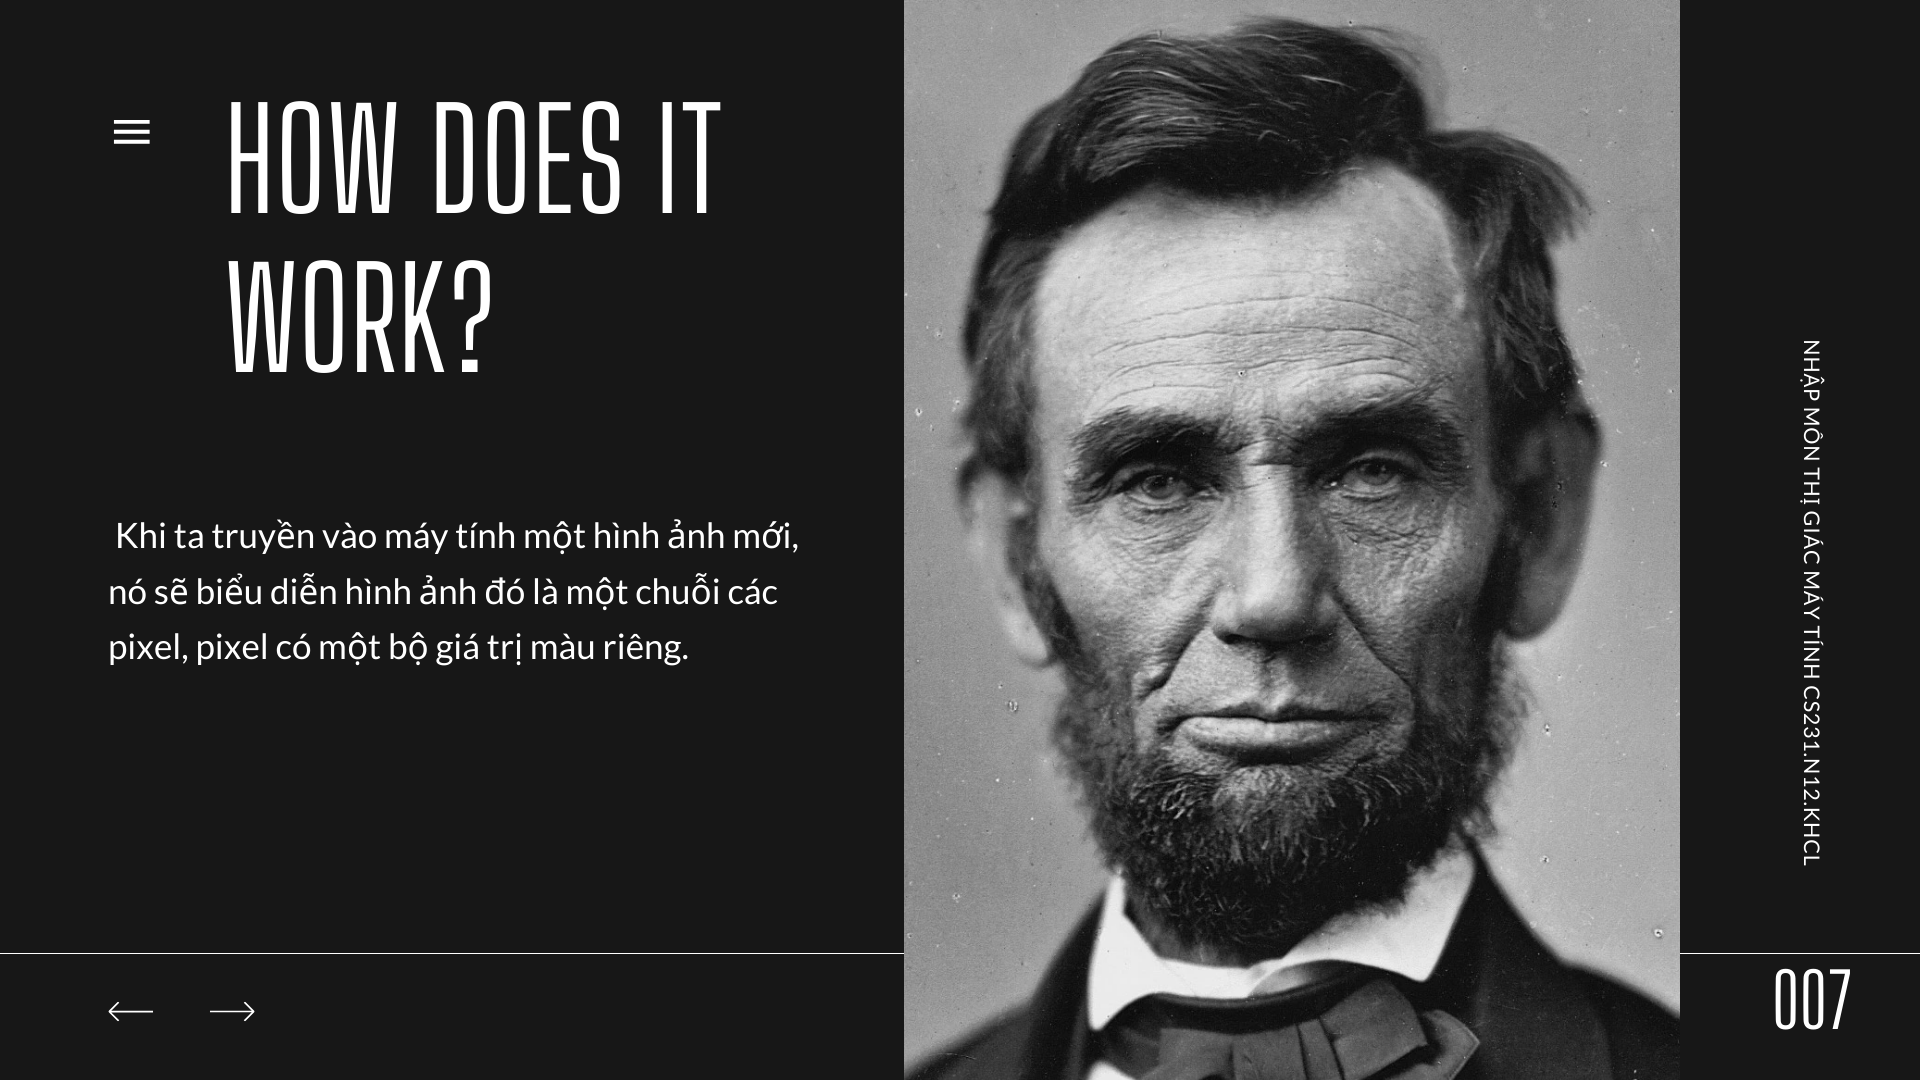 HOW DOES IT
WORK?
Khi ta truyền vào máy tính một hình ảnh mới,
nó sẽ biểu diễn hình ảnh đó là một chuỗi các
pixel, pixel có một bộ giá trị màu riêng.
NHẬP MÔN THỊ GIÁC MÁY TÍNH CS231.N12.KHCL
007